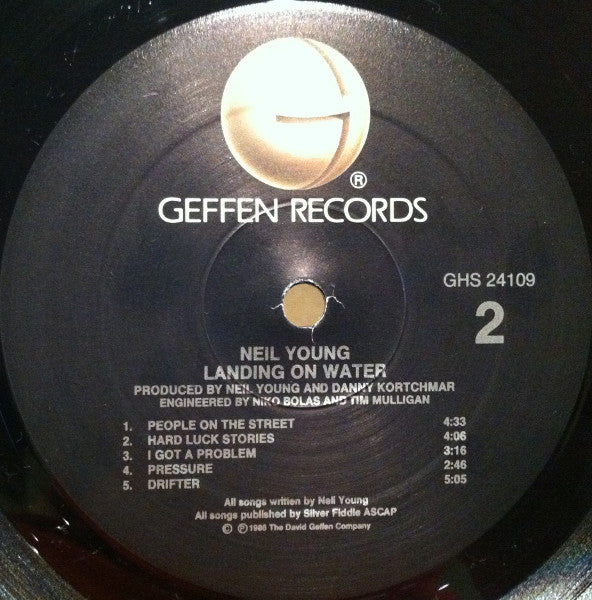 G
®
GEFFEN RECORDS
GHS 24109
2
NEIL YOUNG
LANDING ON WATER
PRODUCED BY NEIL YOUNG AND DANNY KORTCHMAR
ENGINEERED BY NIKO BOLAS AND TIM MULLIGAN
1. PEOPLE ON THE STREET 4:33
2. HARD LUCK STORIES 4:06
3. I GOT A PROBLEM 3:16
4. PRESSURE 2:46
5. DRIFTER 5:05
All songs written by Neil Young
All songs published by Silver Fiddle ASCAP
© ℗ 1986 The David Geffen Company